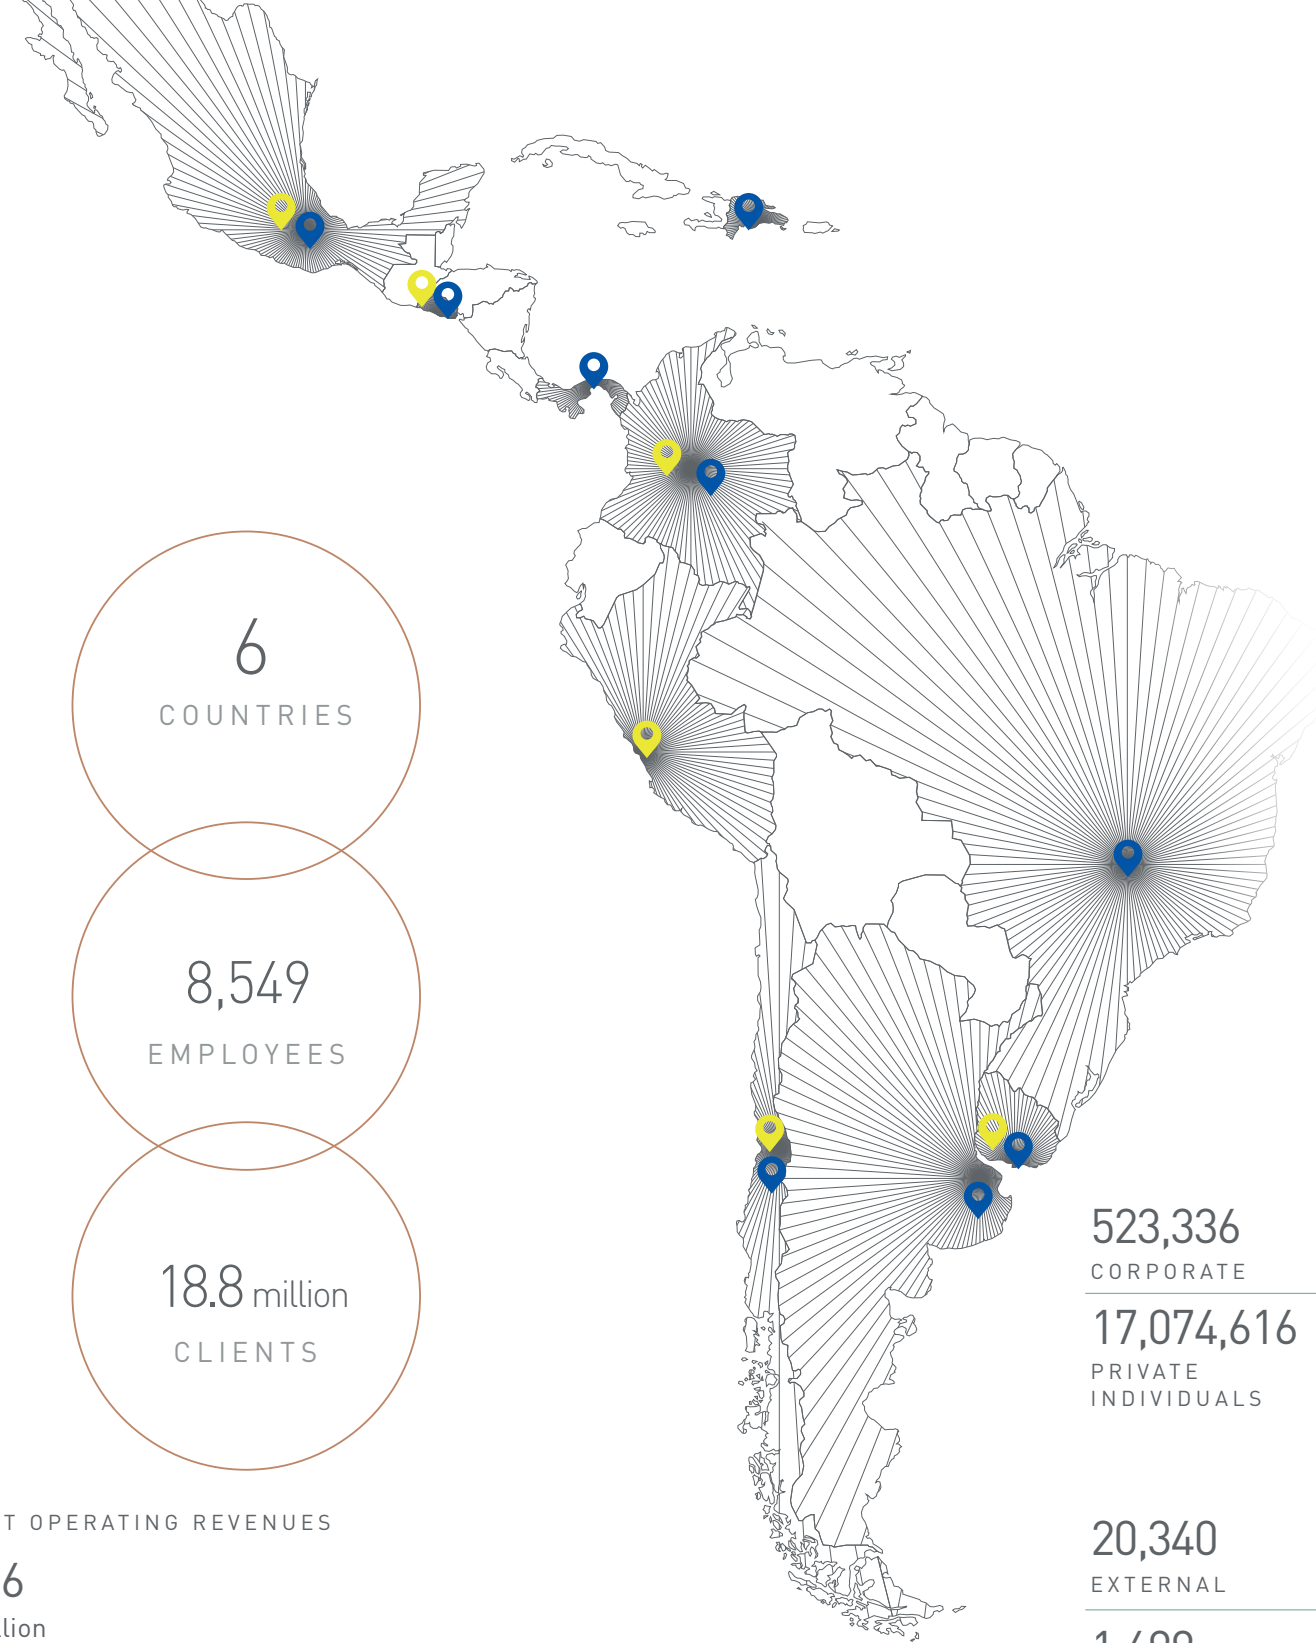 6
COUNTRIES
8,549
EMPLOYEES
18.8 million
CLIENTS
T OPERATING REVENUES
6
llion
523,336
CORPORATE
17,074,616
PRIVATE
INDIVIDUALS
20,340
EXTERNAL